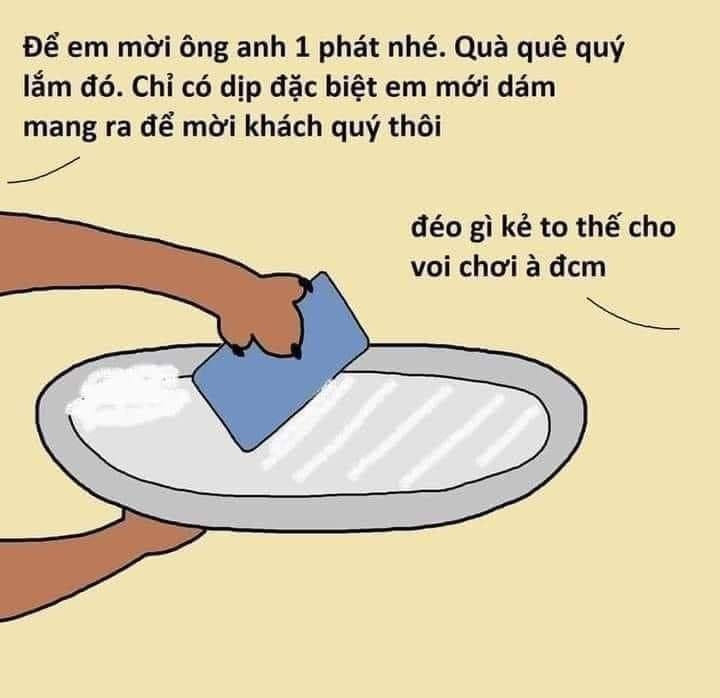 Để em mời ông anh 1 phát nhé. Quà quê quý
lắm đó. Chỉ có dịp đặc biệt em mới dám
mang ra để mời khách quý thôi
đéo gì kẻ to thế cho
voi chơi à đcm